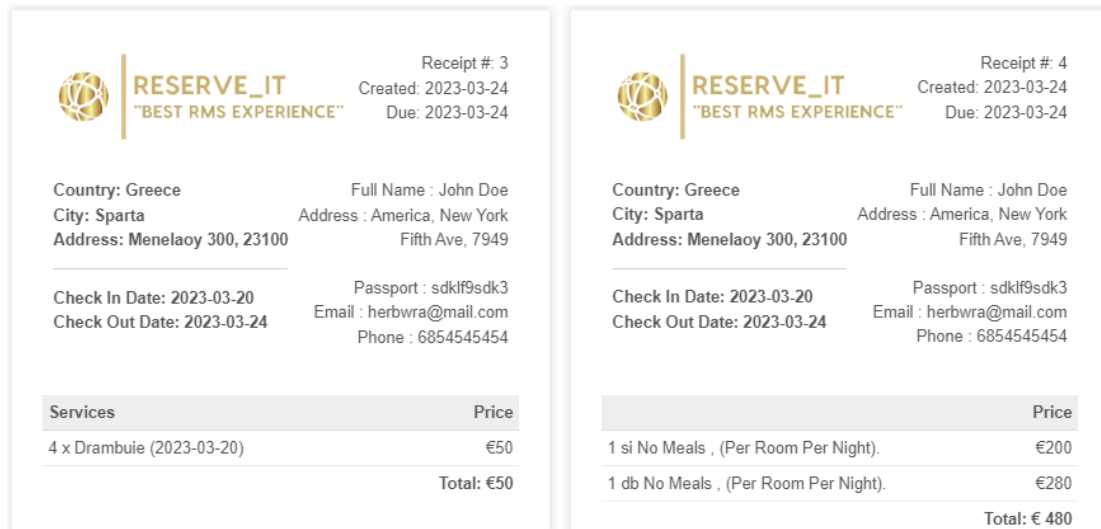 RESERVE_IT
"BEST RMS EXPERIENCE"
Receipt #: 3
Created: 2023-03-24
Due: 2023-03-24
Country: Greece
City: Sparta
Address: Menelaoy 300, 23100
Full Name : John Doe
Address : America, New York
Fifth Ave, 7949
Check In Date: 2023-03-20
Check Out Date: 2023-03-24
Passport : sdklf9sdk3
Email : herbwra@mail.com
Phone : 6854545454
Services Price
4 x Drambuie (2023-03-20) €50
Total: €50
RESERVE_IT
"BEST RMS EXPERIENCE"
Receipt #: 4
Created: 2023-03-24
Due: 2023-03-24
Country: Greece
City: Sparta
Address: Menelaoy 300, 23100
Full Name : John Doe
Address : America, New York
Fifth Ave, 7949
Check In Date: 2023-03-20
Check Out Date: 2023-03-24
Passport : sdklf9sdk3
Email : herbwra@mail.com
Phone : 6854545454
Price
1 si No Meals , (Per Room Per Night). €200
1 db No Meals , (Per Room Per Night). €280
Total: € 480